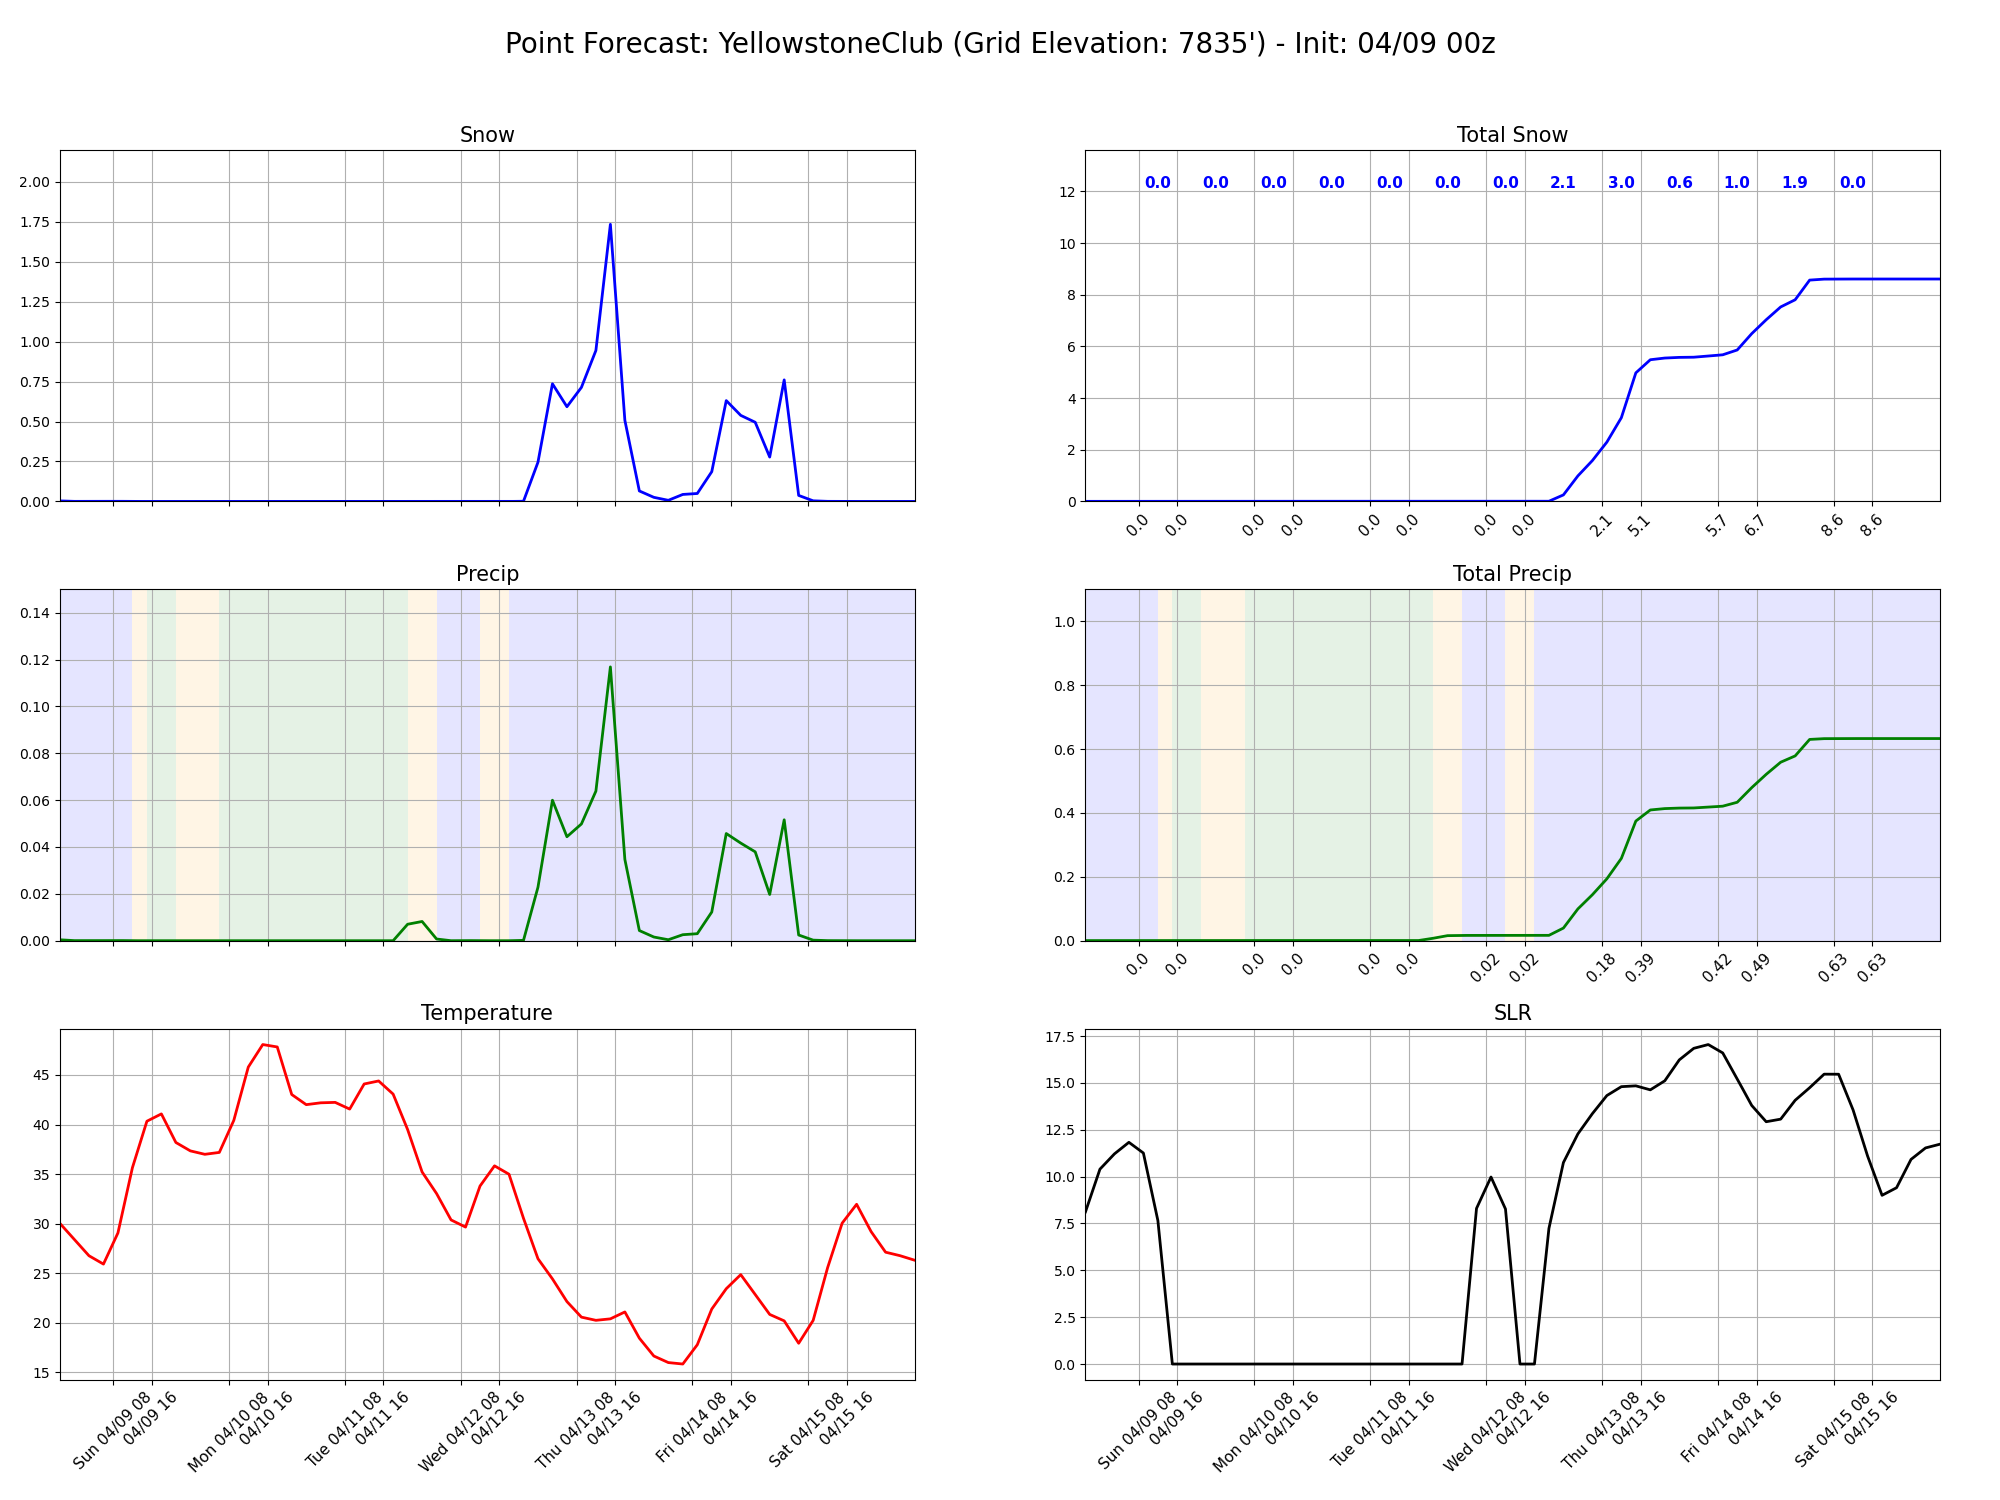 Point Forecast: YellowstoneClub (Grid Elevation: 7835') - Init: 04/09 00z
Snow
2.00
1.75
1.50
1.25
1.00
0.75
0.50
0.25
0.00
Total Snow
0.0 0.0 0.0 0.0 0.0 0.0 0.0 2.1 3.0 0.6 1.0 1.9 0.0
12
10
8
6
4
2
0
0.0 0.0 0.0 0.0 0.0 0.0 0.0 0.0 2.1 5.1 5.7 6.7 8.6 8.6
Precip
0.14
0.12
0.10
0.08
0.06
0.04
0.02
0.00
Total Precip
1.0
0.8
0.6
0.4
0.2
0.0
0.0 0.0 0.0 0.0 0.0 0.0 0.02 0.02 0.18 0.39 0.42 0.49 0.63 0.63
Temperature
45
40
35
30
25
20
15
Sun 04/09 08
04/09 16
Mon 04/10 08
04/10 16
Tue 04/11 08
04/11 16
Wed 04/12 08
04/12 16
Thu 04/13 08
04/13 16
Fri 04/14 08
04/14 16
Sat 04/15 08
04/15 16
SLR
17.5
15.0
12.5
10.0
7.5
5.0
2.5
0.0
Sun 04/09 08
04/09 16
Mon 04/10 08
04/10 16
Tue 04/11 08
04/11 16
Wed 04/12 08
04/12 16
Thu 04/13 08
04/13 16
Fri 04/14 08
04/14 16
Sat 04/15 08
04/15 16